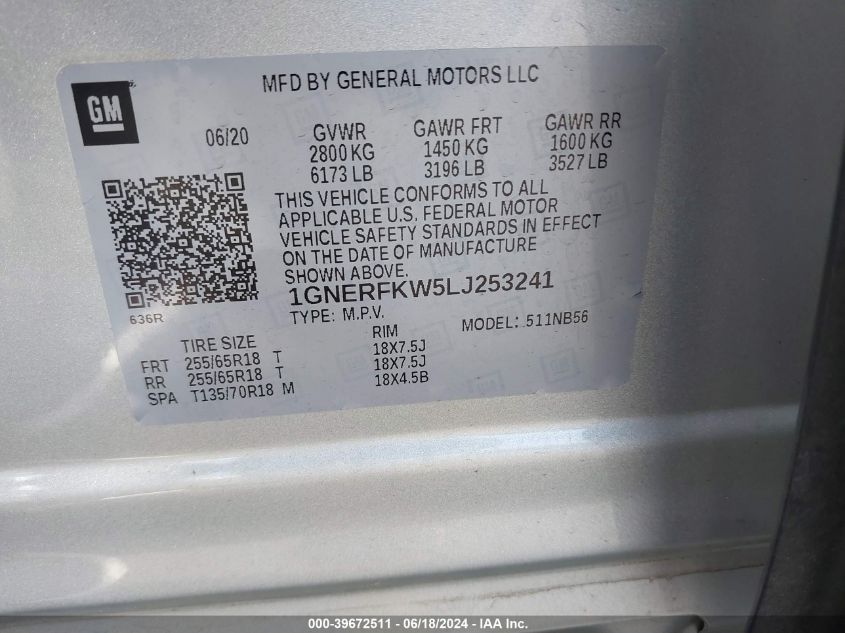 MFD BY GENERAL MOTORS LLC
GM
06/20 GVWR GAWR FRT GAWR RR
2800 KG 1450 KG 1600 KG
6173 LB 3196 LB 3527 LB
THIS VEHICLE CONFORMS TO ALL
APPLICABLE U.S. FEDERAL MOTOR
VEHICLE SAFETY STANDARDS IN EFFECT
ON THE DATE OF MANUFACTURE
SHOWN ABOVE.
1GNERFKW5LJ253241
636R
TYPE: M.P.V. MODEL: 511NB56
TIRE SIZE RIM
FRT 255/65R18 T 18X7.5J
RR 255/65R18 T 18X7.5J
SPA T135/70R18 M 18X4.5B
000-39672511 - 06/18/2024 - © IAA Inc.